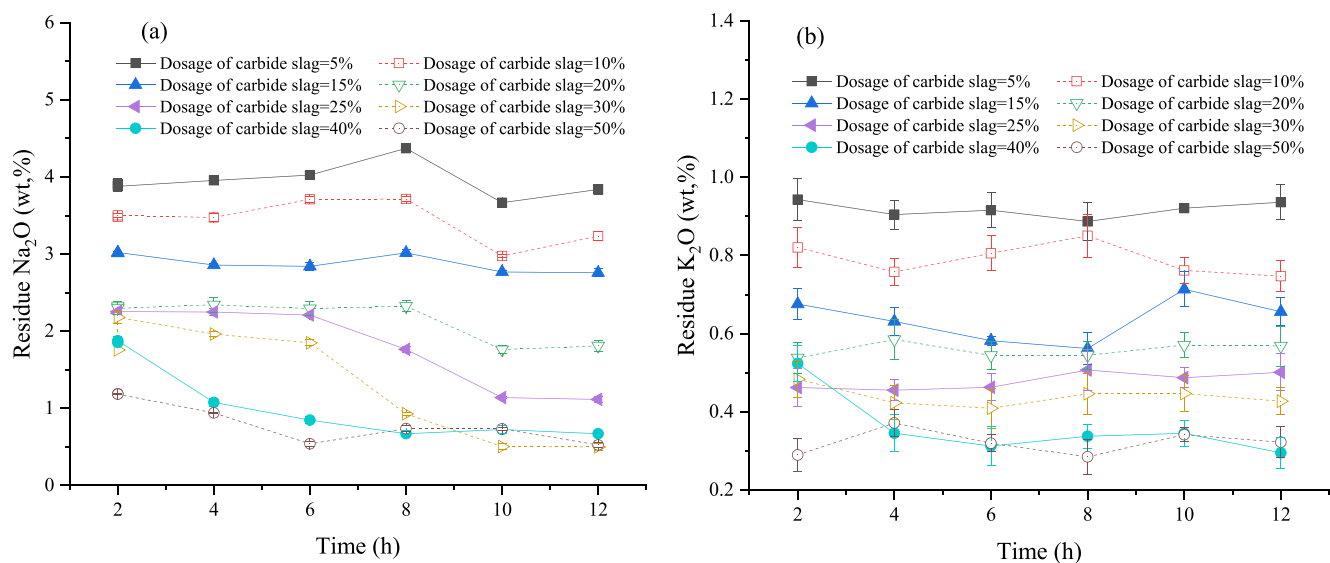 (a)
Dosage of carbide slag=5%
Dosage of carbide slag=10%
Dosage of carbide slag=15%
Dosage of carbide slag=20%
Dosage of carbide slag=25%
Dosage of carbide slag=30%
Dosage of carbide slag=40%
Dosage of carbide slag=50%
Residue Na₂O (wt,%)
6
5
4
3
2
1
0
2 4 6 8 10 12
Time (h)
(b)
Dosage of carbide slag=5%
Dosage of carbide slag=10%
Dosage of carbide slag=15%
Dosage of carbide slag=20%
Dosage of carbide slag=25%
Dosage of carbide slag=30%
Dosage of carbide slag=40%
Dosage of carbide slag=50%
Residue K₂O (wt,%)
1.4
1.2
1.0
0.8
0.6
0.4
0.2
2 4 6 8 10 12
Time (h)